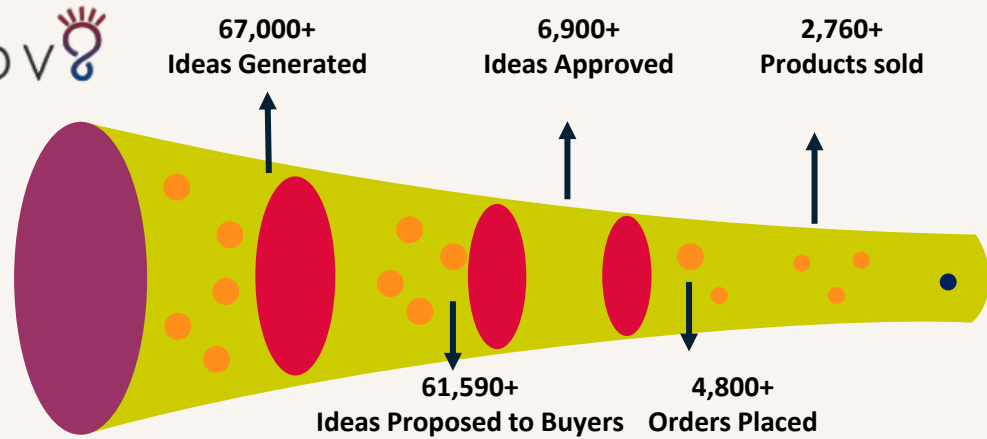 OV8
67,000+
Ideas Generated
6,900+
Ideas Approved
2,760+
Products sold
61,590+
Ideas Proposed to Buyers
4,800+
Orders Placed